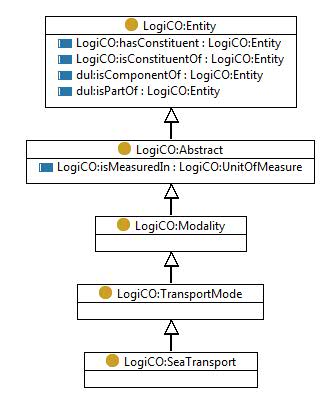 LogiCO:Entity
LogiCO:hasConstituent : LogiCO:Entity
LogiCO:isConstituentOf : LogiCO:Entity
dul:isComponentOf : LogiCO:Entity
dul:isPartOf : LogiCO:Entity
LogiCO:Abstract
LogiCO:isMeasuredIn : LogiCO:UnitOfMeasure
LogiCO:Modality
LogiCO:TransportMode
LogiCO:SeaTransport